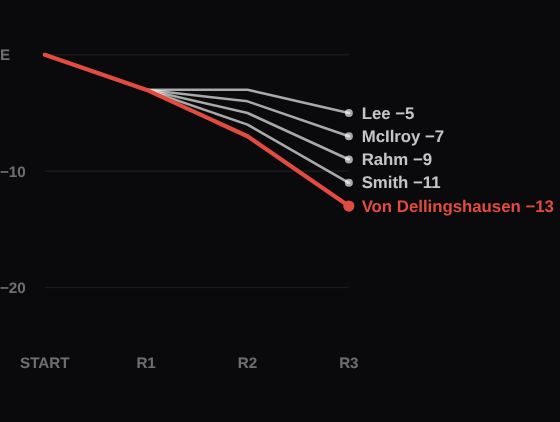 E
Lee −5
McIlroy −7
−10
Rahm −9
Smith −11
Von Dellingshausen −13
−20
START R1 R2 R3